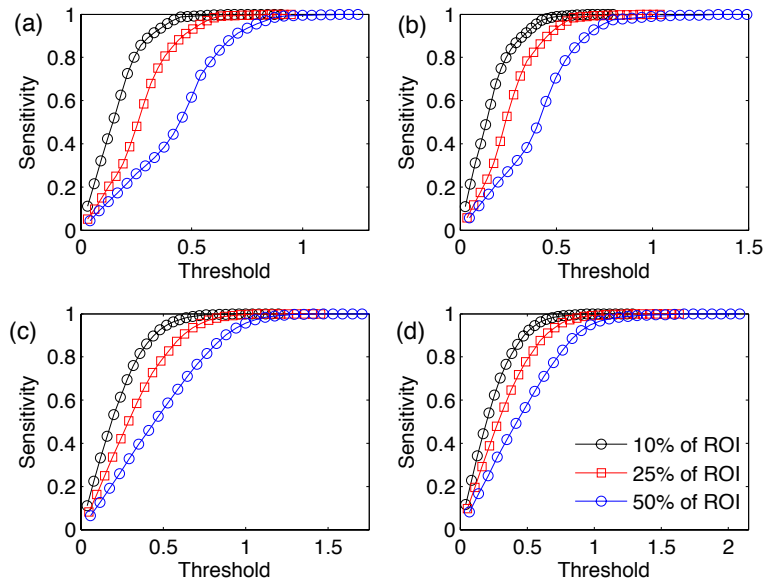 (a)
1
0.8
0.6
0.4
0.2
0
Sensitivity
0 0.5 1
Threshold
(b)
1
0.8
0.6
0.4
0.2
0
Sensitivity
0 0.5 1 1.5
Threshold
(c)
1
0.8
0.6
0.4
0.2
0
Sensitivity
0 0.5 1 1.5
Threshold
(d)
1
0.8
0.6
0.4
0.2
0
Sensitivity
10% of ROI
25% of ROI
50% of ROI
0 0.5 1 1.5 2
Threshold